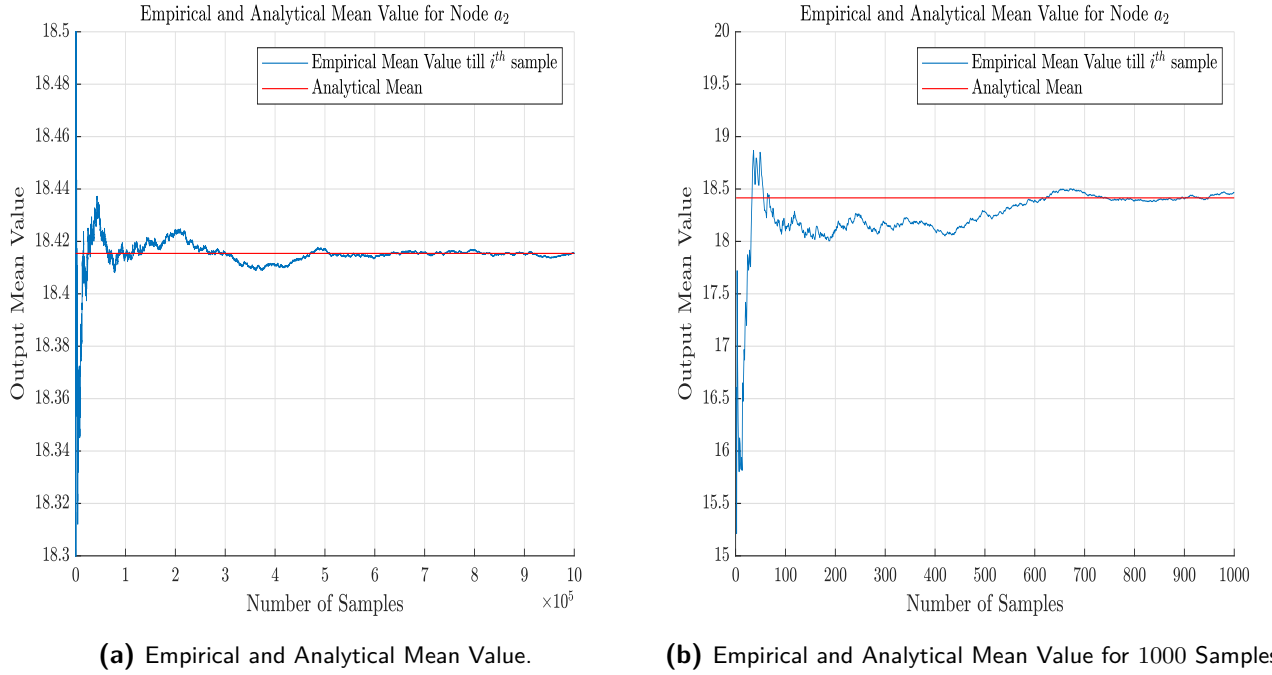 Empirical and Analytical Mean Value for Node a₂
18.5
18.48
18.46
18.44
18.42
18.4
18.38
18.36
18.34
18.32
18.3
Output Mean Value
Empirical Mean Value till iᵗʰ sample
Analytical Mean
0 1 2 3 4 5 6 7 8 9 10
Number of Samples
×10⁵
(a) Empirical and Analytical Mean Value.
Empirical and Analytical Mean Value for Node a₂
20
19.5
19
18.5
18
17.5
17
16.5
16
15.5
15
Output Mean Value
Empirical Mean Value till iᵗʰ sample
Analytical Mean
0 100 200 300 400 500 600 700 800 900 1000
Number of Samples
(b) Empirical and Analytical Mean Value for 1000 Samples